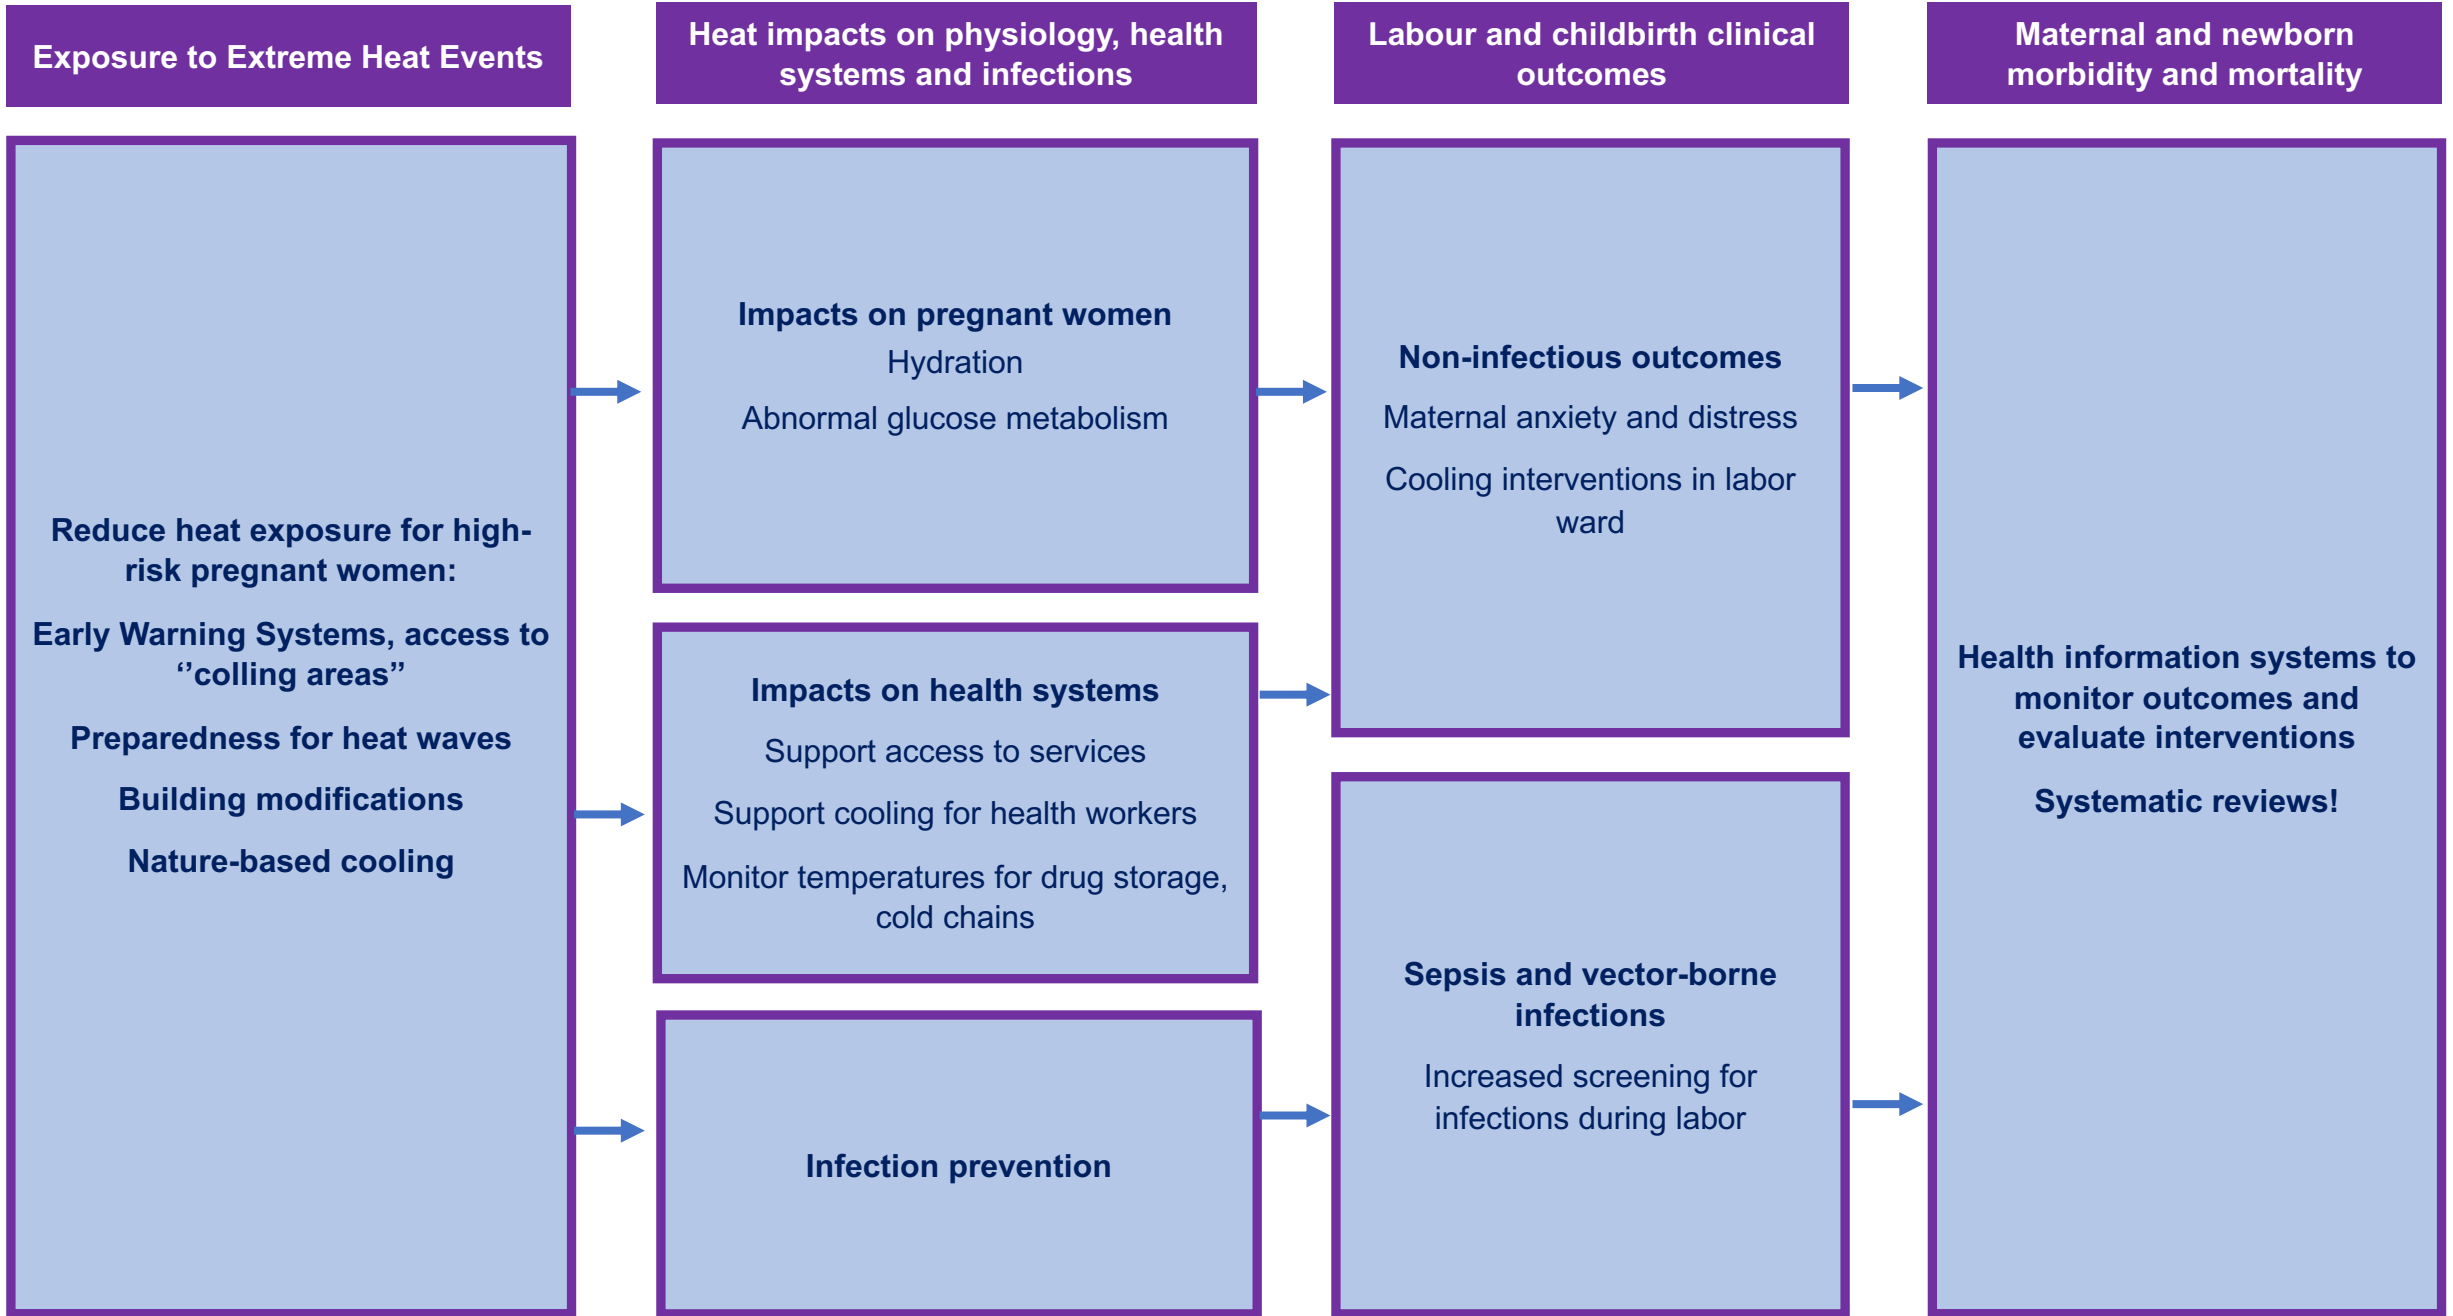 Exposure to Extreme Heat Events
Heat impacts on physiology, health
systems and infections
Labour and childbirth clinical
outcomes
Maternal and newborn
morbidity and mortality
Reduce heat exposure for high-
risk pregnant women:
Early Warning Systems, access to
‘’colling areas’’
Preparedness for heat waves
Building modifications
Nature-based cooling
Impacts on pregnant women
Hydration
Abnormal glucose metabolism
Impacts on health systems
Support access to services
Support cooling for health workers
Monitor temperatures for drug storage,
cold chains
Infection prevention
Non-infectious outcomes
Maternal anxiety and distress
Cooling interventions in labor
ward
Sepsis and vector-borne
infections
Increased screening for
infections during labor
Health information systems to
monitor outcomes and
evaluate interventions
Systematic reviews!